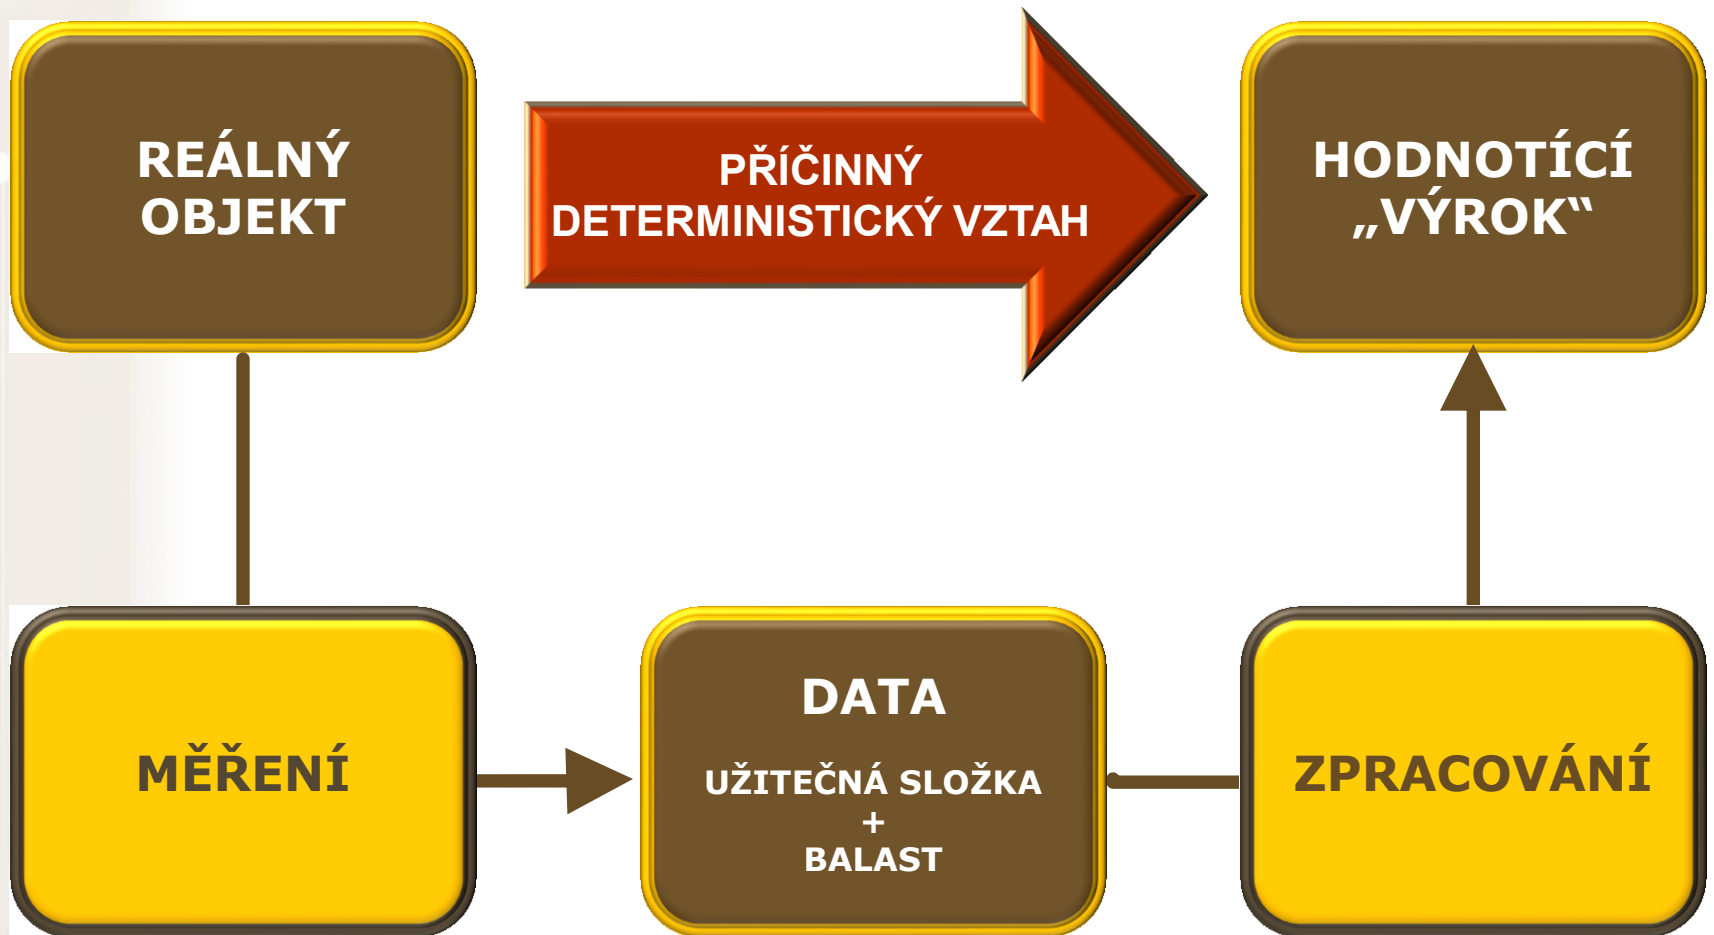 REÁLNÝ
OBJEKT
PŘÍČINNÝ
DETERMINISTICKÝ VZTAH
HODNOTÍCÍ
„VÝROK“
MĚŘENÍ
DATA
UŽITEČNÁ SLOŽKA
+
BALAST
ZPRACOVÁNÍ